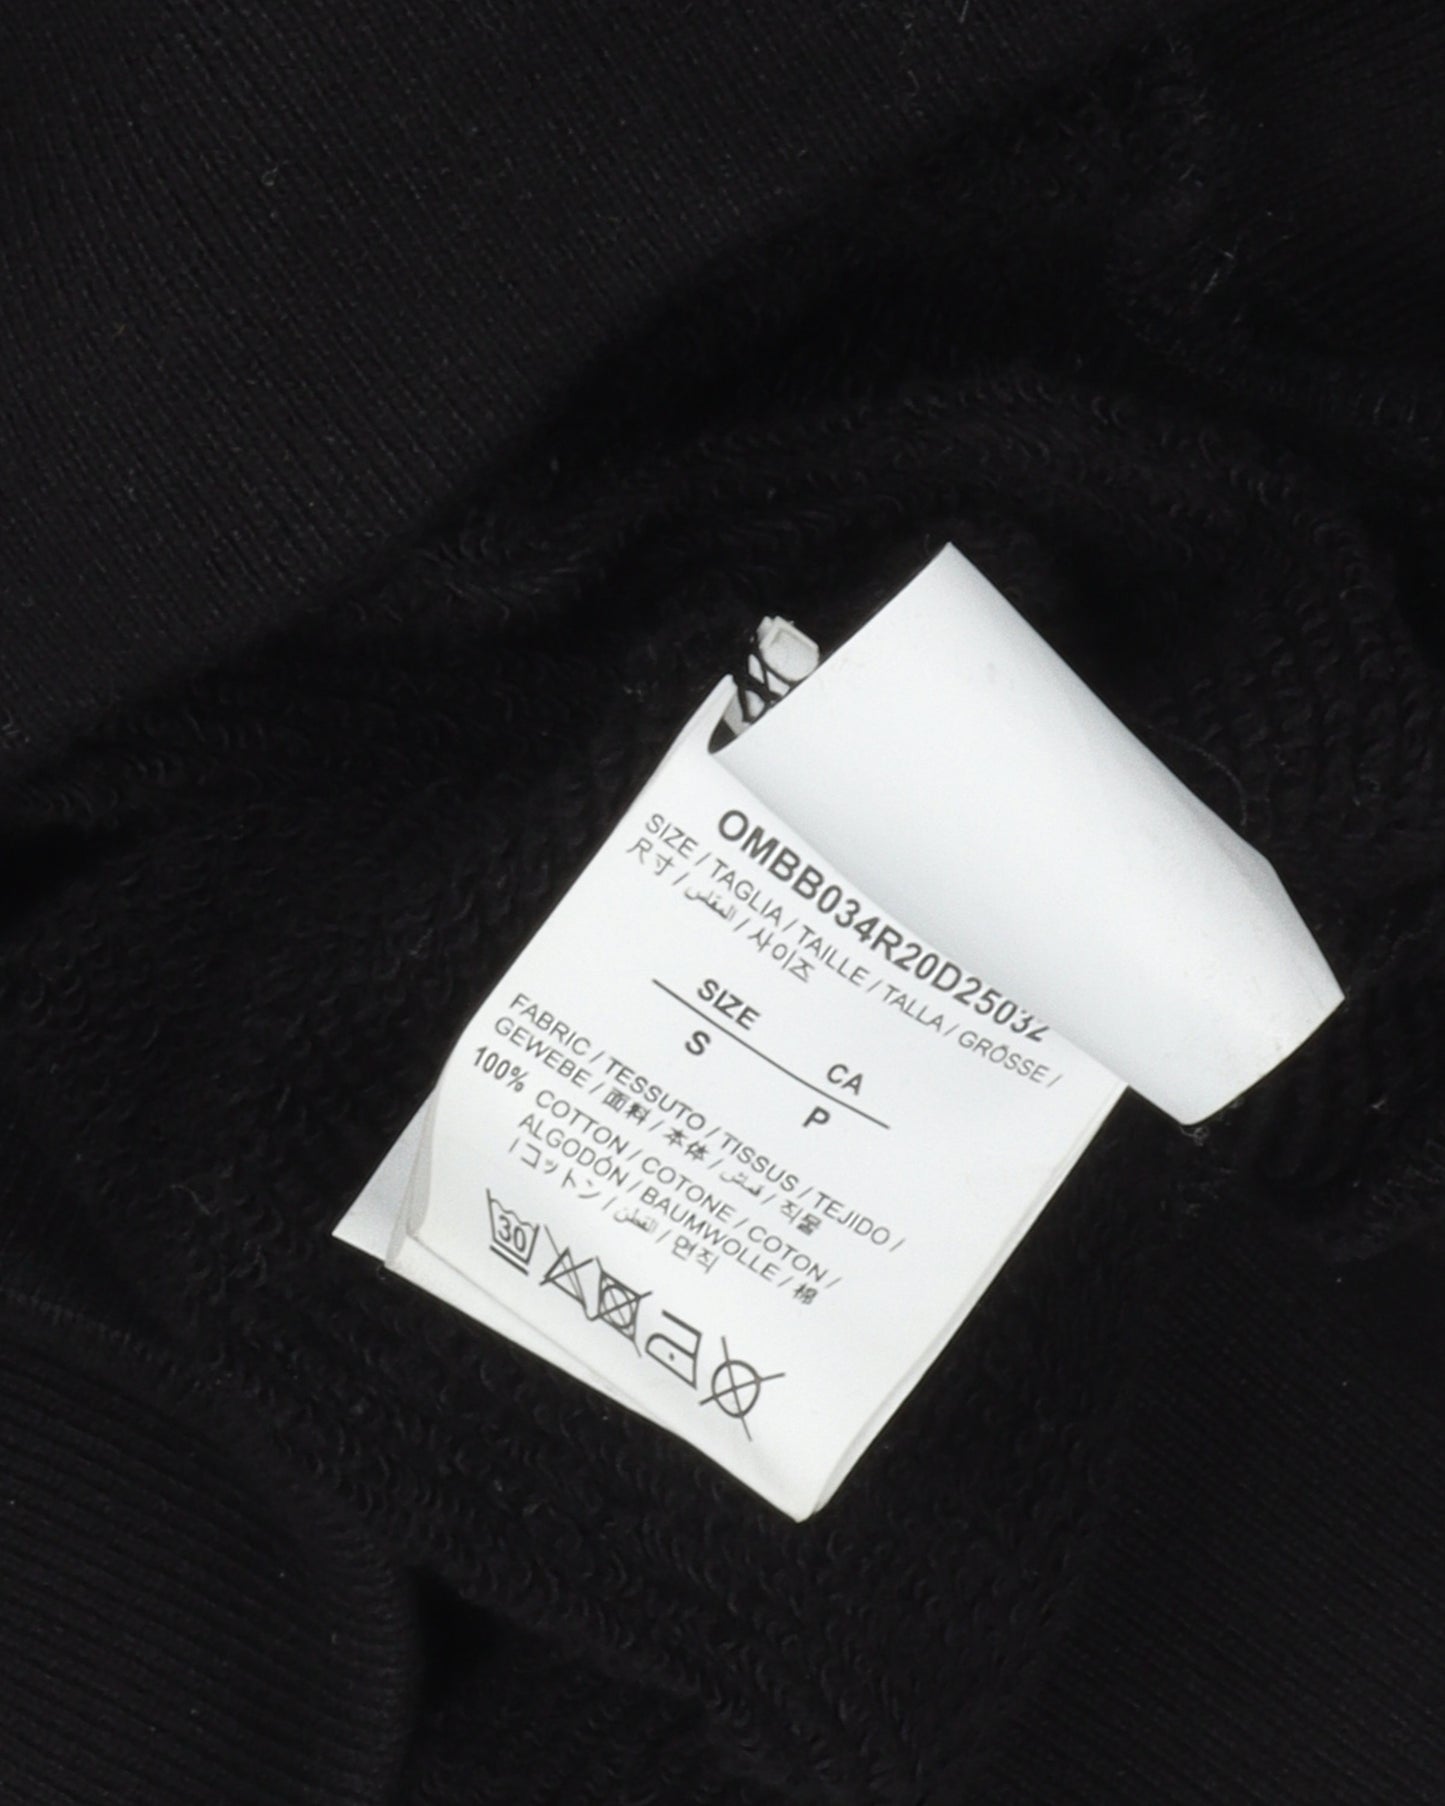 OMBB034R20D25032
SIZE / TAGLIA / TAILLE / TALLA / GRÖSSE /
尺寸 / المقاس / 사이즈
SIZE CA
S P
FABRIC / TESSUTO / TISSUS / TEJIDO /
GEWEBE / 面料 / 本体 / قماش / 직물
100% COTTON / COTONE / COTON /
ALGODÓN / BAUMWOLLE / 棉
/ コットン / القطن / 면직
30